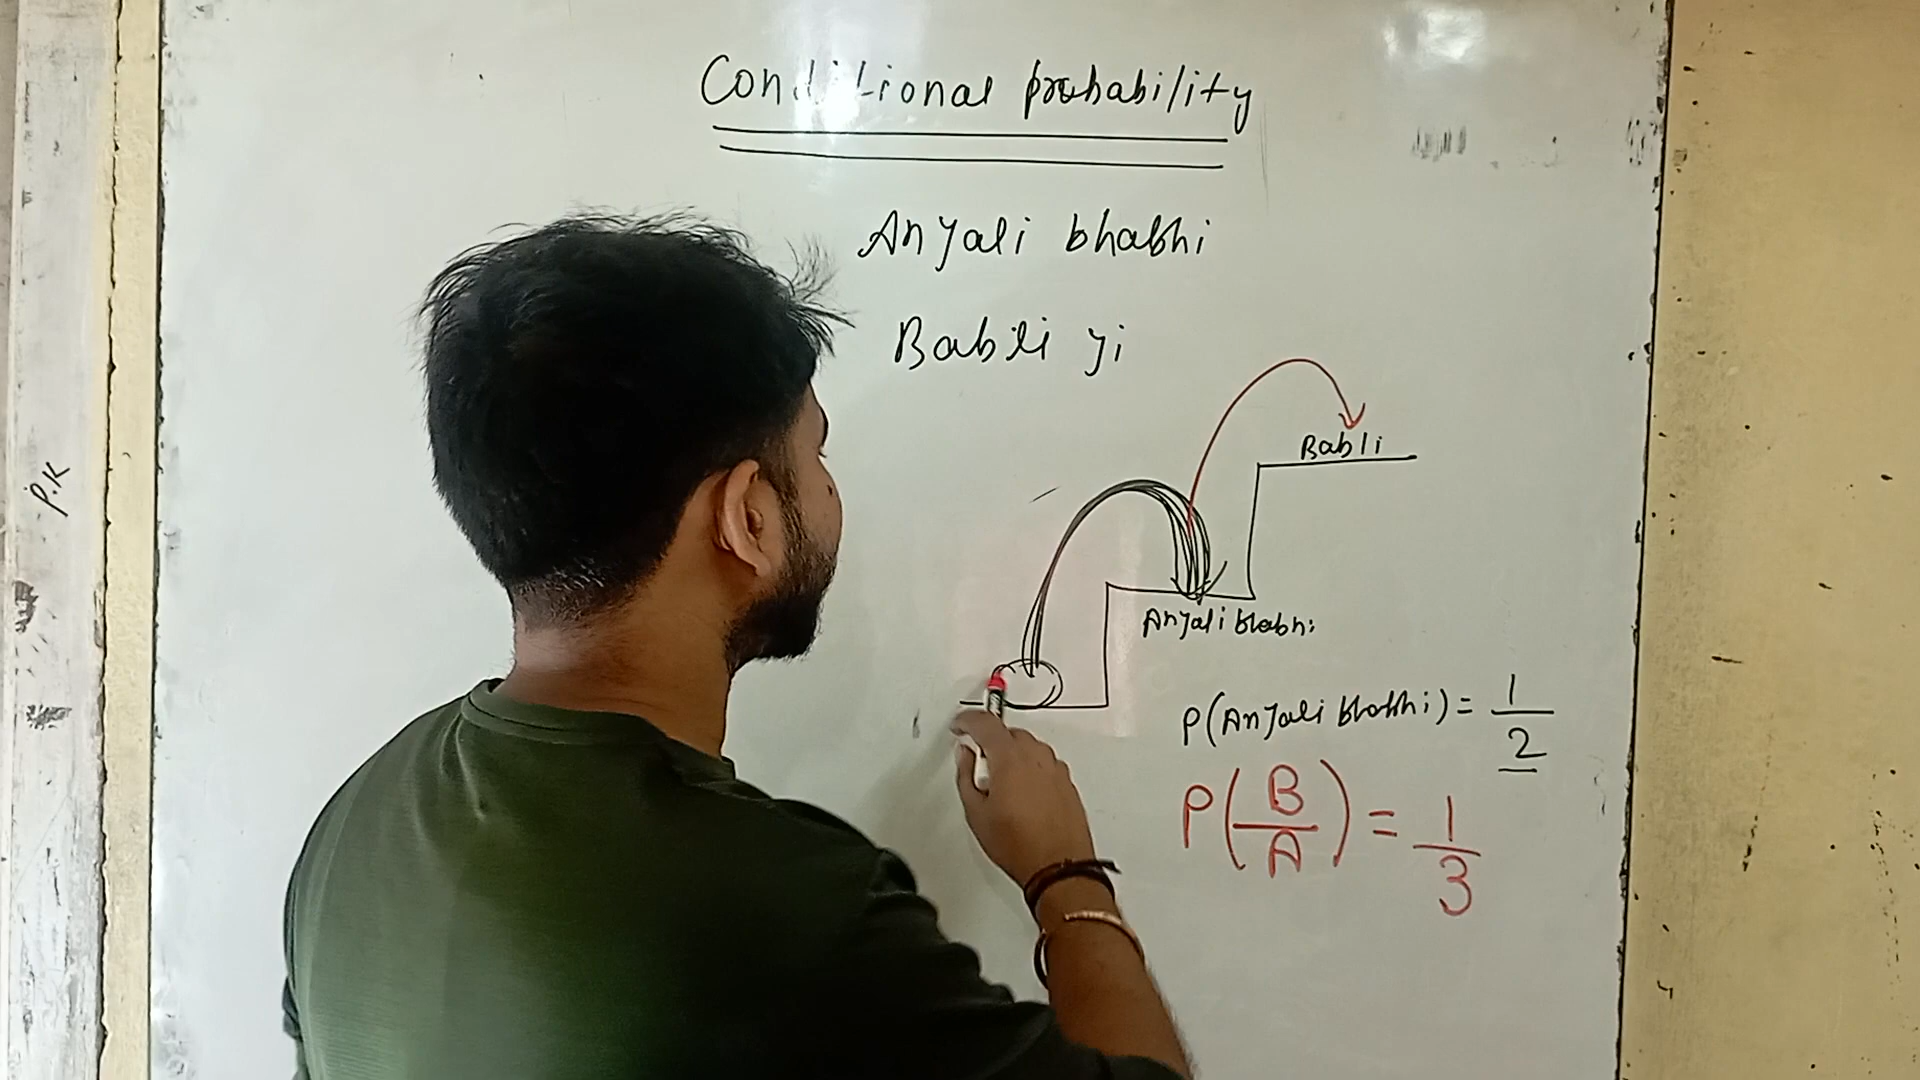 Conditional probability
Anjali bhabhi
Babli ji
Babli
Anjali bhabhi
P(Anjali bhabhi) = 1/2
P(B/A) = 1/3
P.K